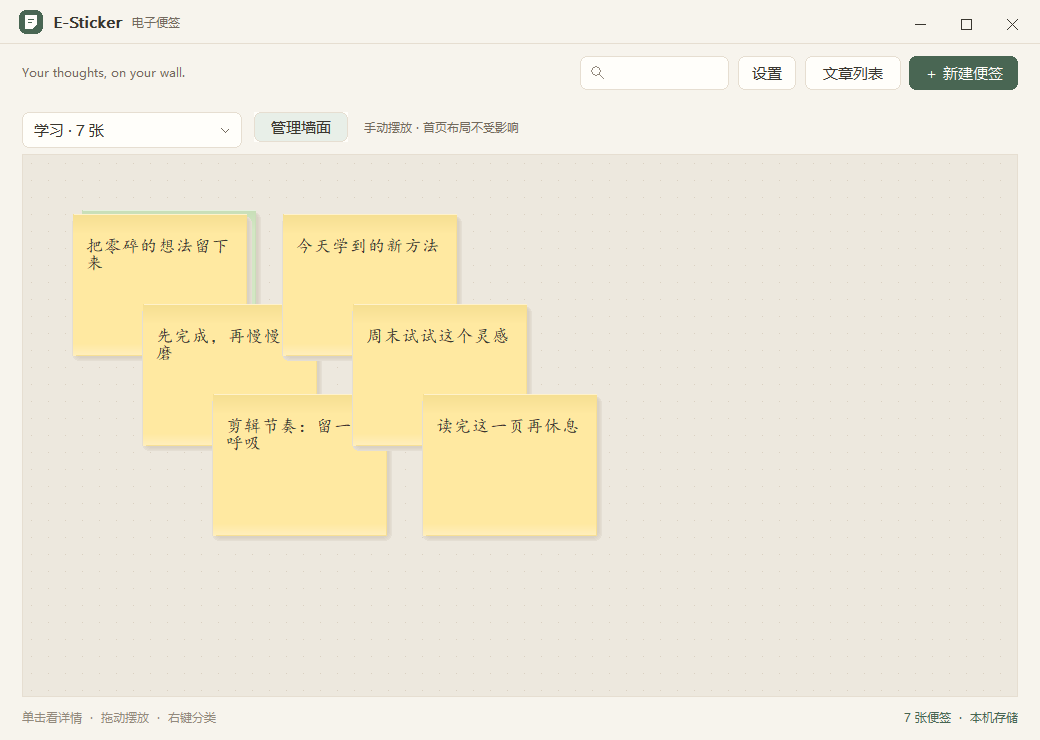 E-Sticker 电子便签
Your thoughts, on your wall.
设置
文章列表
+ 新建便签
学习 · 7 张
管理墙面
手动摆放 · 首页布局不受影响
把零碎的想法留下
来
今天学到的新方法
先完成，再慢慢
磨
周末试试这个灵感
剪辑节奏：留一
呼吸
读完这一页再休息
单击看详情 · 拖动摆放 · 右键分类
7 张便签 · 本机存储